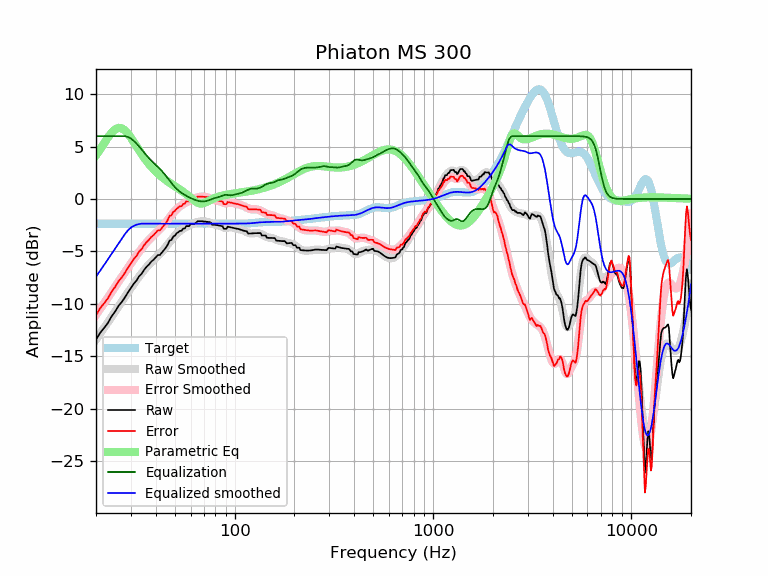 Phiaton MS 300
10
5
0
−5
−10
−15
−20
−25
Amplitude (dBr)
Target
Raw Smoothed
Error Smoothed
Raw
Error
Parametric Eq
Equalization
Equalized smoothed
100
1000
10000
Frequency (Hz)